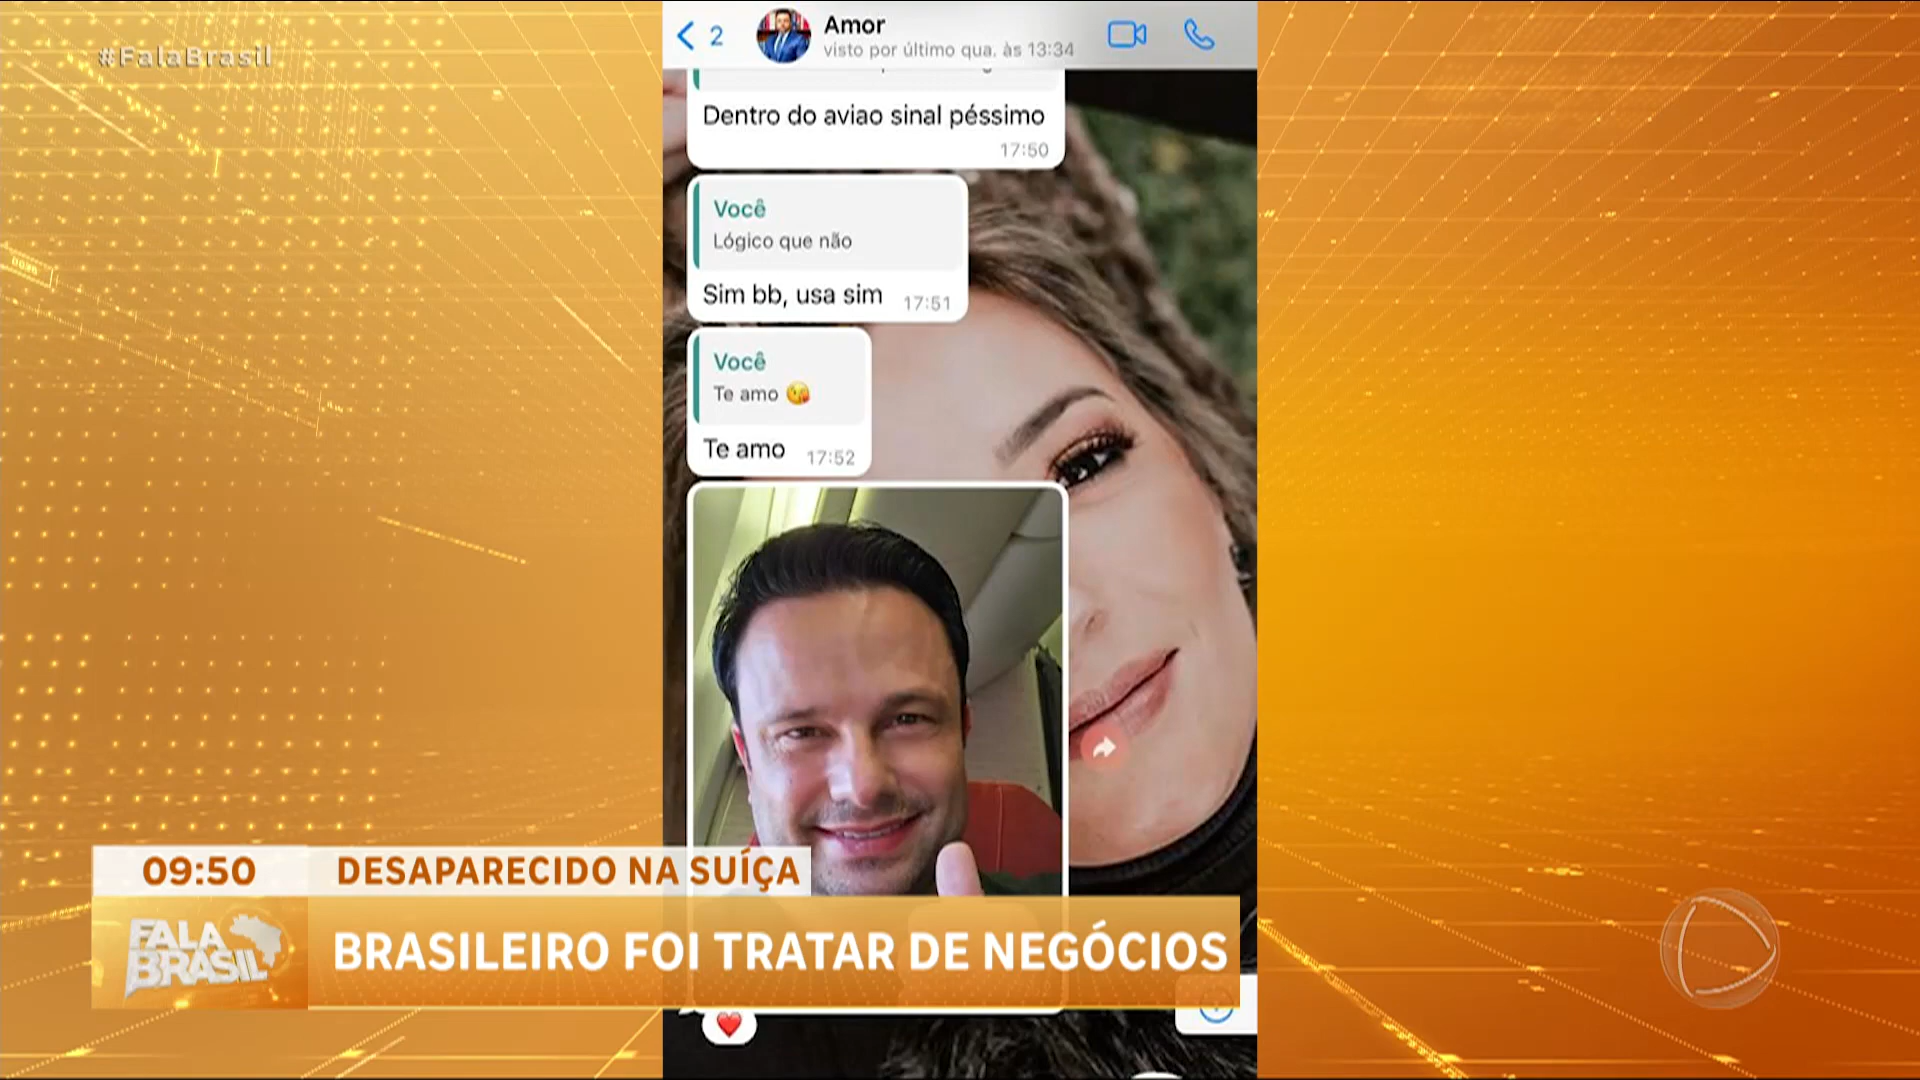 #FalaBrasil
2
Amor
visto por último qua. às 13:34
Dentro do aviao sinal péssimo
17:50
Você
Lógico que não
Sim bb, usa sim 17:51
Você
Te amo 😘
Te amo 17:52
09:50
DESAPARECIDO NA SUÍÇA
FALA
BRASIL
BRASILEIRO FOI TRATAR DE NEGÓCIOS